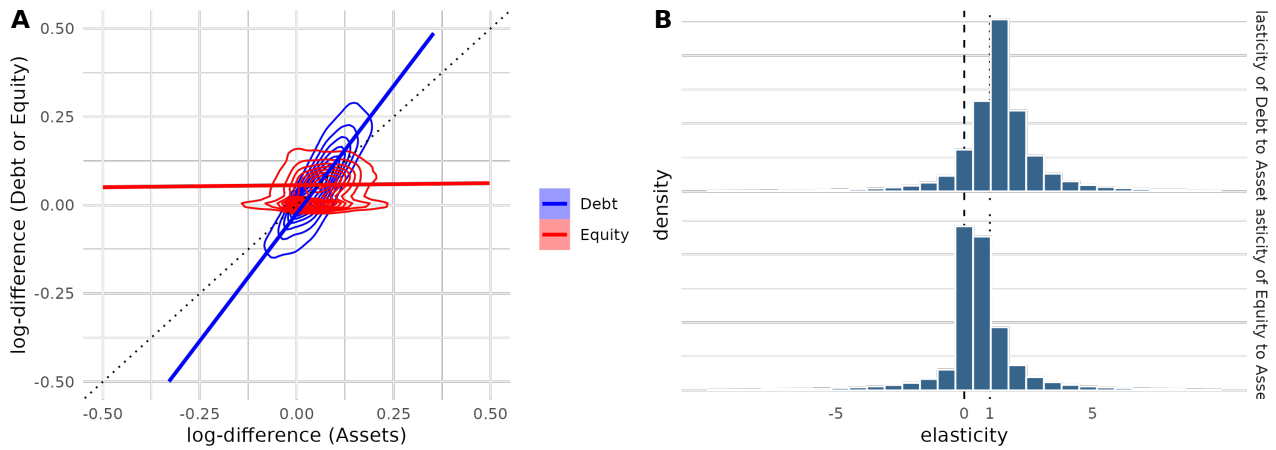 A
0.50
0.25
0.00
-0.25
-0.50
log-difference (Debt or Equity)
-0.50
-0.25
0.00
0.25
0.50
log-difference (Assets)
Debt
Equity
B
density
-5
0
1
5
elasticity
lasticity of Debt to Asset
asticity of Equity to Asse